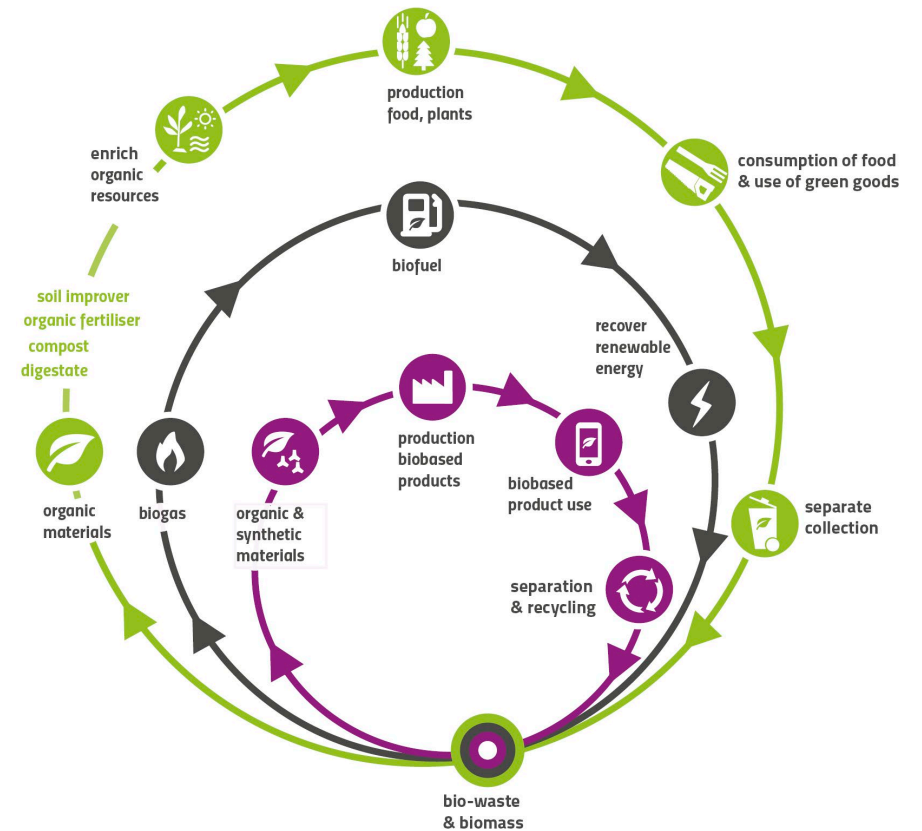 production
food, plants
enrich
organic
resources
consumption of food
& use of green goods
biofuel
soil improver
organic fertiliser
compost
digestate
recover
renewable
energy
production
biobased
products
biobased
product use
organic
materials
biogas
organic &
synthetic
materials
separate
collection
separation
& recycling
bio-waste
& biomass